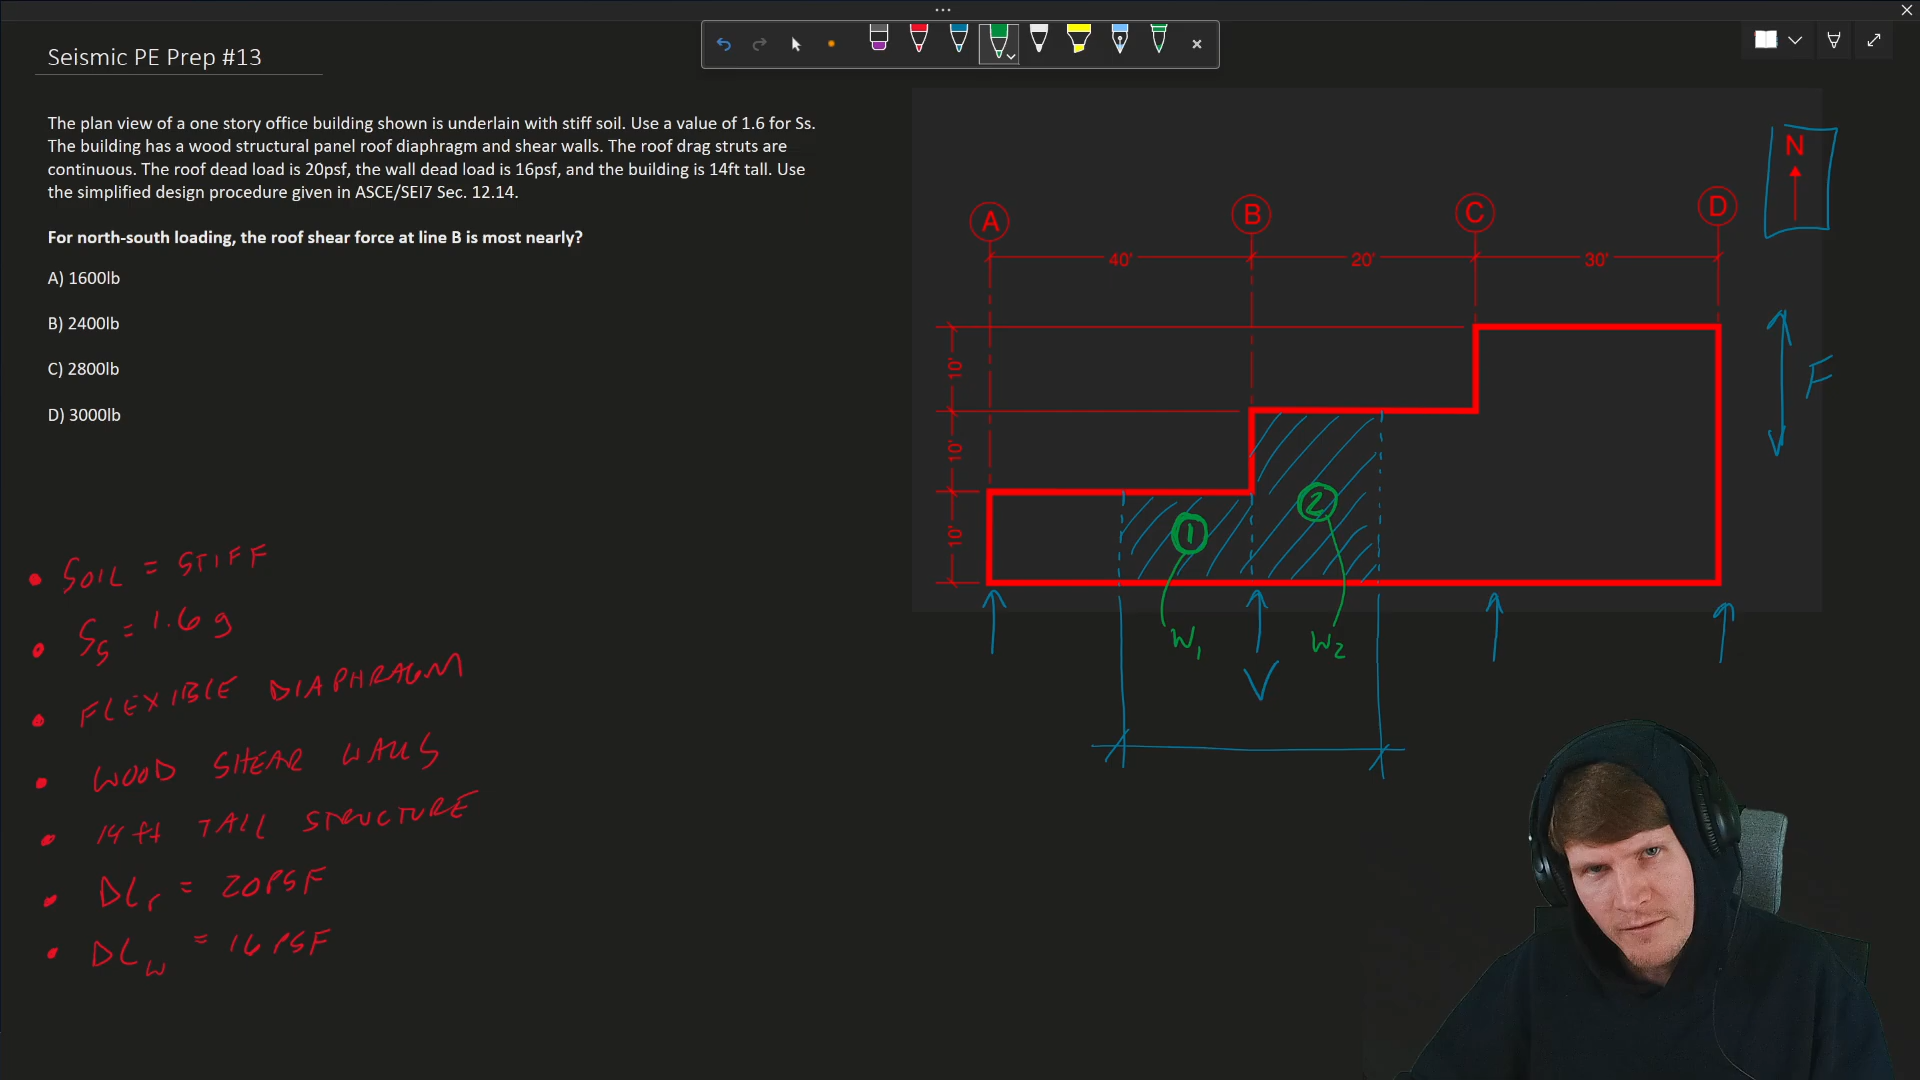 Seismic PE Prep #13
The plan view of a one story office building shown is underlain with stiff soil. Use a value of 1.6 for Ss.
The building has a wood structural panel roof diaphragm and shear walls. The roof drag struts are
continuous. The roof dead load is 20psf, the wall dead load is 16psf, and the building is 14ft tall. Use
the simplified design procedure given in ASCE/SEI7 Sec. 12.14.
For north-south loading, the roof shear force at line B is most nearly?
A) 1600lb
B) 2400lb
C) 2800lb
D) 3000lb
• SOIL = STIFF
• Ss = 1.6 g
• FLEXIBLE DIAPHRAGM
• WOOD SHEAR WALLS
• 14 ft TALL STRUCTURE
• DLr = 20PSF
• DLw = 16PSF
N
A
B
C
D
40'
20'
30'
10'
10'
10'
F
1
2
W1
W2
V